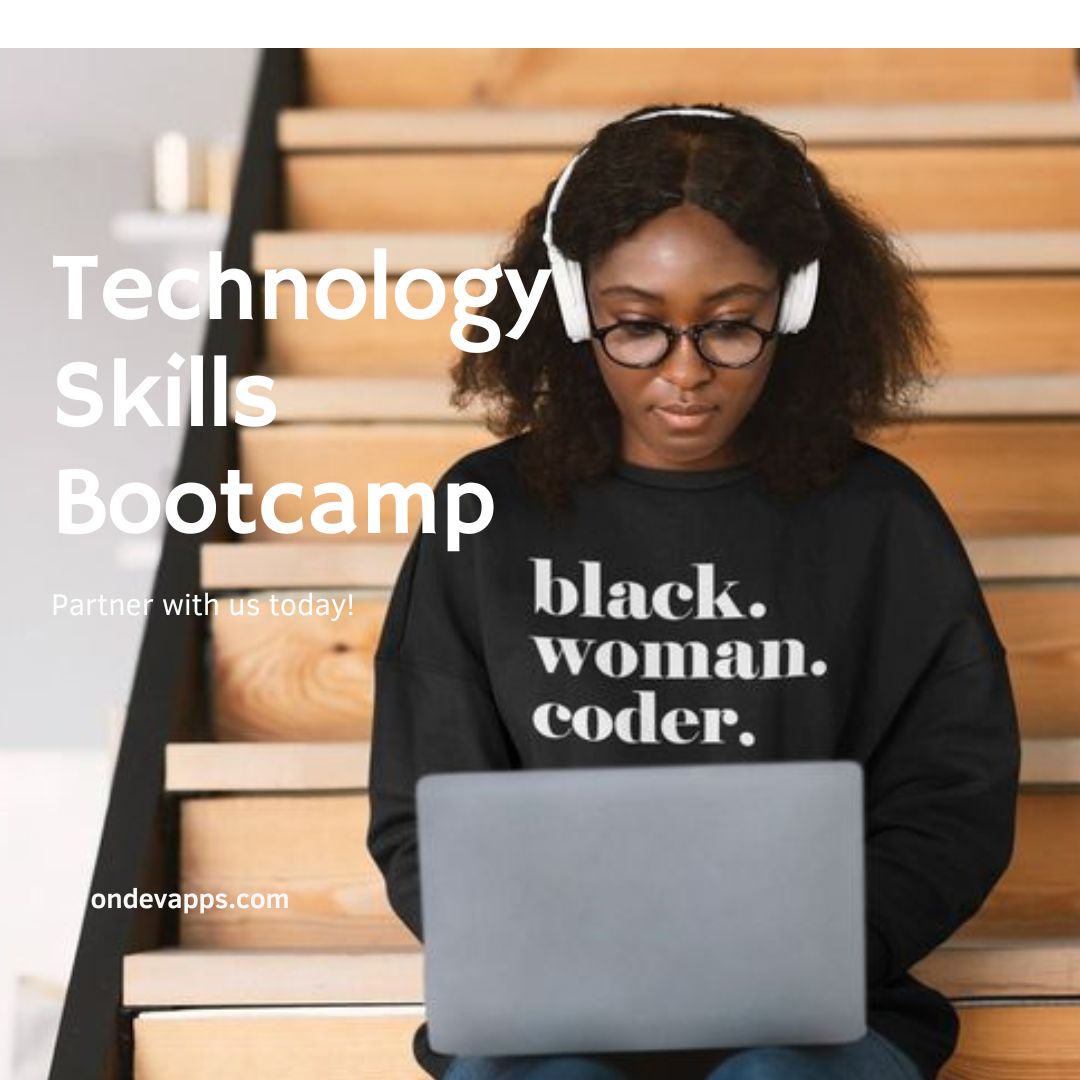 Technology
Skills
Bootcamp
Partner with us today!
black.
woman.
coder.
ondevapps.com